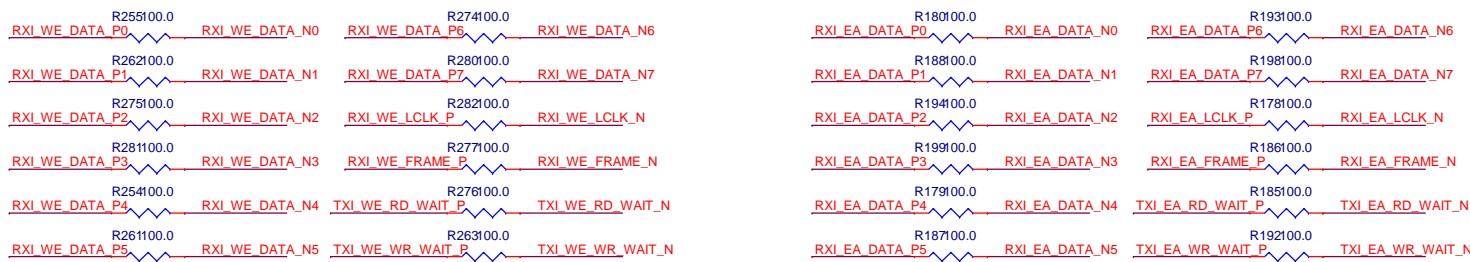 R255100.0 R274100.0 R180100.0 R193100.0
RXI_WE_DATA_P0 RXI_WE_DATA_N0 RXI_WE_DATA_P6 RXI_WE_DATA_N6 RXI_EA_DATA_P0 RXI_EA_DATA_N0 RXI_EA_DATA_P6 RXI_EA_DATA_N6
R262100.0 R280100.0 R188100.0 R198100.0
RXI_WE_DATA_P1 RXI_WE_DATA_N1 RXI_WE_DATA_P7 RXI_WE_DATA_N7 RXI_EA_DATA_P1 RXI_EA_DATA_N1 RXI_EA_DATA_P7 RXI_EA_DATA_N7
R275100.0 R282100.0 R194100.0 R178100.0
RXI_WE_DATA_P2 RXI_WE_DATA_N2 RXI_WE_LCLK_P RXI_WE_LCLK_N RXI_EA_DATA_P2 RXI_EA_DATA_N2 RXI_EA_LCLK_P RXI_EA_LCLK_N
R281100.0 R277100.0 R199100.0 R186100.0
RXI_WE_DATA_P3 RXI_WE_DATA_N3 RXI_WE_FRAME_P RXI_WE_FRAME_N RXI_EA_DATA_P3 RXI_EA_DATA_N3 RXI_EA_FRAME_P RXI_EA_FRAME_N
R254100.0 R276100.0 R179100.0 R185100.0
RXI_WE_DATA_P4 RXI_WE_DATA_N4 TXI_WE_RD_WAIT_P TXI_WE_RD_WAIT_N RXI_EA_DATA_P4 RXI_EA_DATA_N4 TXI_EA_RD_WAIT_P TXI_EA_RD_WAIT_N
R261100.0 R263100.0 R187100.0 R192100.0
RXI_WE_DATA_P5 RXI_WE_DATA_N5 TXI_WE_WR_WAIT_P TXI_WE_WR_WAIT_N RXI_EA_DATA_P5 RXI_EA_DATA_N5 TXI_EA_WR_WAIT_P TXI_EA_WR_WAIT_N